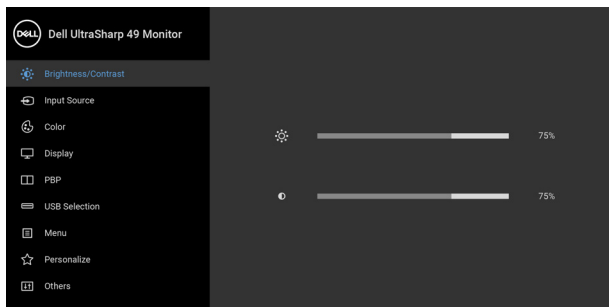 DELL
Dell UltraSharp 49 Monitor
Brightness/Contrast
Input Source
Color
75%
Display
PBP
75%
USB Selection
Menu
Personalize
Others